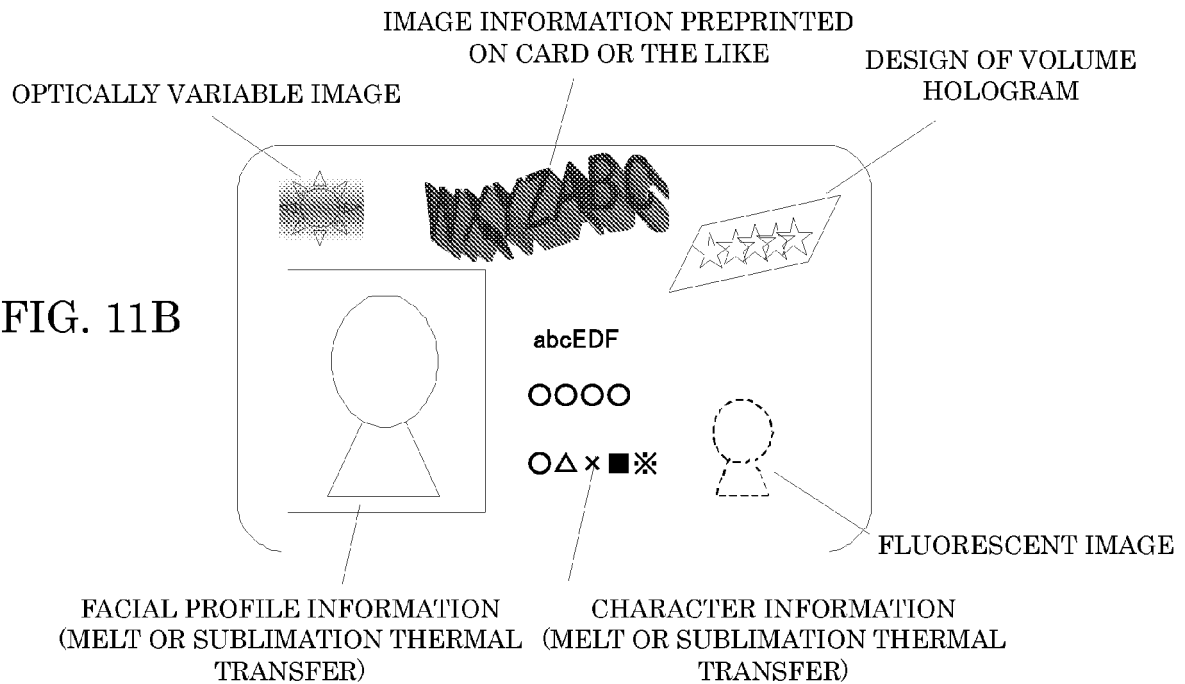 IMAGE INFORMATION PREPRINTED
ON CARD OR THE LIKE
DESIGN OF VOLUME
HOLOGRAM
OPTICALLY VARIABLE IMAGE
WXYZABC
FIG. 11B
abcEDF
○○○○
○△×■※
FLUORESCENT IMAGE
FACIAL PROFILE INFORMATION
(MELT OR SUBLIMATION THERMAL
TRANSFER)
CHARACTER INFORMATION
(MELT OR SUBLIMATION THERMAL
TRANSFER)